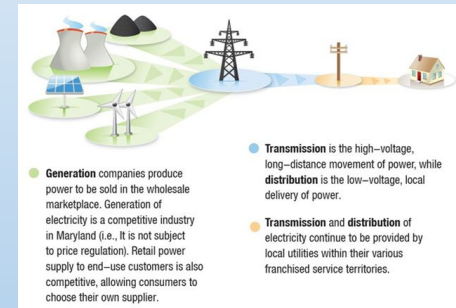 Generation companies produce
power to be sold in the wholesale
marketplace. Generation of
electricity is a competitive industry
in Maryland (i.e., It is not subject
to price regulation). Retail power
supply to end–use customers is also
competitive, allowing consumers to
choose their own supplier.
Transmission is the high–voltage,
long–distance movement of power, while
distribution is the low–voltage, local
delivery of power.
Transmission and distribution of
electricity continue to be provided by
local utilities within their various
franchised service territories.